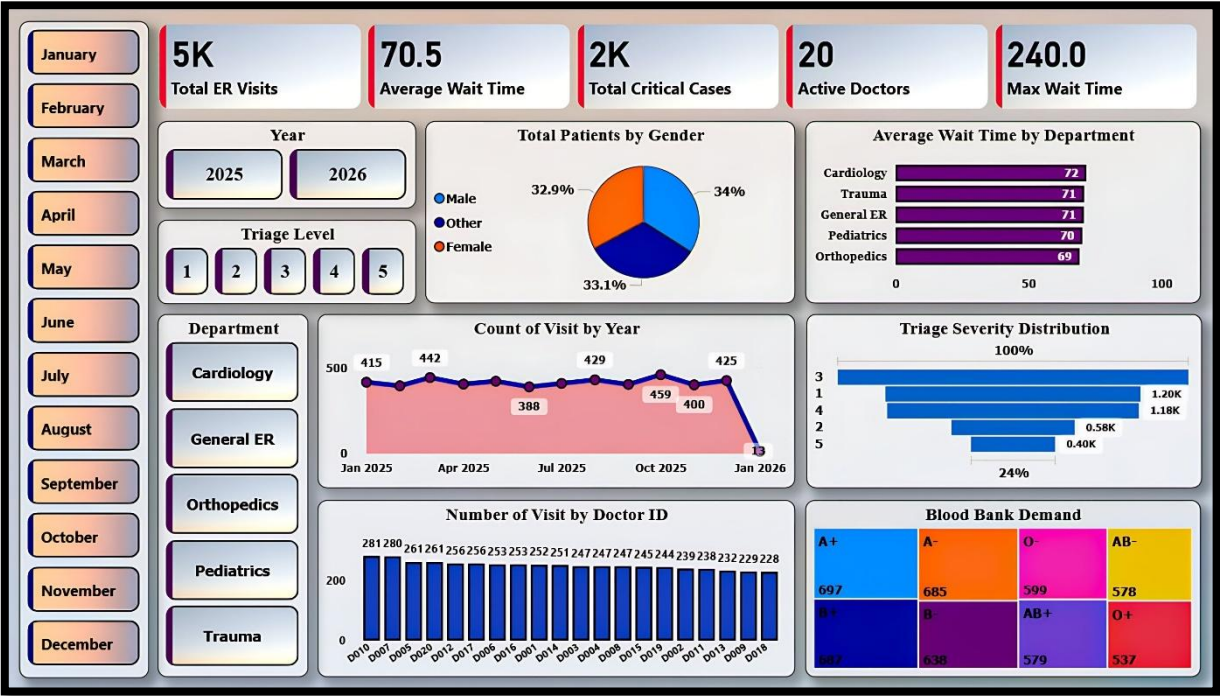 January
February
March
April
May
June
July
August
September
October
November
December
5K
Total ER Visits
70.5
Average Wait Time
2K
Total Critical Cases
20
Active Doctors
240.0
Max Wait Time
Year
2025 2026
Triage Level
1 2 3 4 5
Department
Cardiology
General ER
Orthopedics
Pediatrics
Trauma
Total Patients by Gender
Male
Other
Female
32.9%
34%
33.1%
Average Wait Time by Department
Cardiology 72
Trauma 71
General ER 71
Pediatrics 70
Orthopedics 69
0 50 100
Count of Visit by Year
500
0
415 442 388 429 459 400 425 13
Jan 2025 Apr 2025 Jul 2025 Oct 2025 Jan 2026
Triage Severity Distribution
100%
3
1 1.20K
4 1.18K
2 0.58K
5 0.40K
24%
Number of Visit by Doctor ID
200
0
281 280 261 261 256 256 253 253 252 251 247 247 247 245 244 239 238 232 229 228
D010 D007 D005 D020 D012 D017 D006 D016 D001 D014 D003 D004 D008 D015 D019 D002 D011 D013 D009 D018
Blood Bank Demand
A+ A- O- AB-
697 685 599 578
B+ B- AB+ O+
682 638 579 537